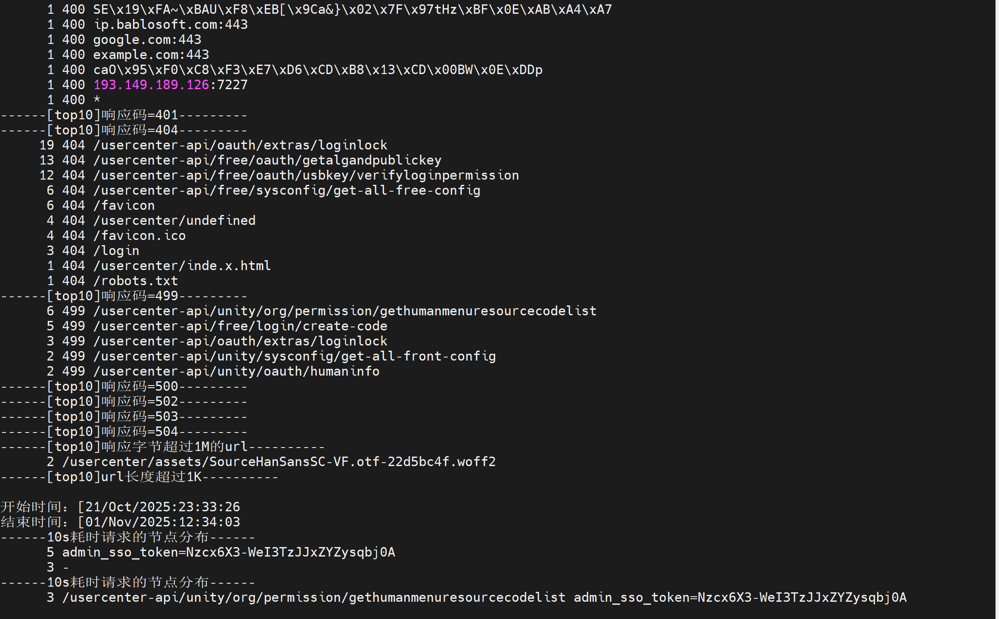 1 400 SE\x19\xFA~\xBAU\xF8\xEB[\x9Ca&}\x02\x7F\x97tHz\xBF\x0E\xAB\xA4\xA7
1 400 ip.bablosoft.com:443
1 400 google.com:443
1 400 example.com:443
1 400 caO\x95\xF0\xC8\xF3\xE7\xD6\xCD\xB8\x13\xCD\x00BW\x0E\xDDp
1 400 193.149.189.126:7227
1 400 *
------[top10]响应码=401---------
------[top10]响应码=404---------
19 404 /usercenter-api/oauth/extras/loginlock
13 404 /usercenter-api/free/oauth/getalgandpublickey
12 404 /usercenter-api/free/oauth/usbkey/verifyloginpermission
6 404 /usercenter-api/free/sysconfig/get-all-free-config
6 404 /favicon
4 404 /usercenter/undefined
4 404 /favicon.ico
3 404 /login
1 404 /usercenter/inde.x.html
1 404 /robots.txt
------[top10]响应码=499---------
6 499 /usercenter-api/unity/org/permission/gethumanmenuresourcecodelist
5 499 /usercenter-api/free/login/create-code
3 499 /usercenter-api/oauth/extras/loginlock
2 499 /usercenter-api/unity/sysconfig/get-all-front-config
2 499 /usercenter-api/unity/oauth/humaninfo
------[top10]响应码=500---------
------[top10]响应码=502---------
------[top10]响应码=503---------
------[top10]响应码=504---------
------[top10]响应字节超过1M的url----------
2 /usercenter/assets/SourceHanSansSC-VF.otf-22d5bc4f.woff2
------[top10]url长度超过1K----------
开始时间：[21/Oct/2025:23:33:26
结束时间：[01/Nov/2025:12:34:03
------10s耗时请求的节点分布------
5 admin_sso_token=Nzcx6X3-WeI3TzJJxZYZysqbj0A
3 -
------10s耗时请求的节点分布------
3 /usercenter-api/unity/org/permission/gethumanmenuresourcecodelist admin_sso_token=Nzcx6X3-WeI3TzJJxZYZysqbj0A